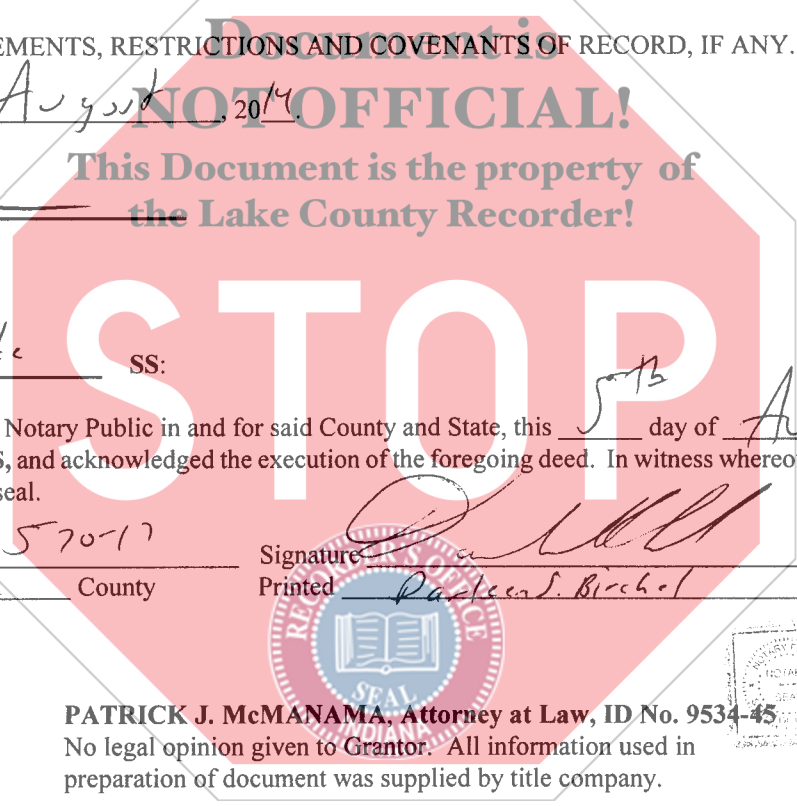 Document is
EMENTS, RESTRICTIONS AND COVENANTS OF RECORD, IF ANY.
August, 2014.
NOT OFFICIAL!
This Document is the property of
the Lake County Recorder!
STOP
SS:
Notary Public in and for said County and State, this day of
S, and acknowledged the execution of the foregoing deed. In witness whereo
seal.
Signature
County Printed Darleen S. Birchel
RECORDER'S OFFICE
SEAL
INDIANA
NOTARY
SEA
PATRICK J. McMANAMA, Attorney at Law, ID No. 9534-45
No legal opinion given to Grantor. All information used in
preparation of document was supplied by title company.